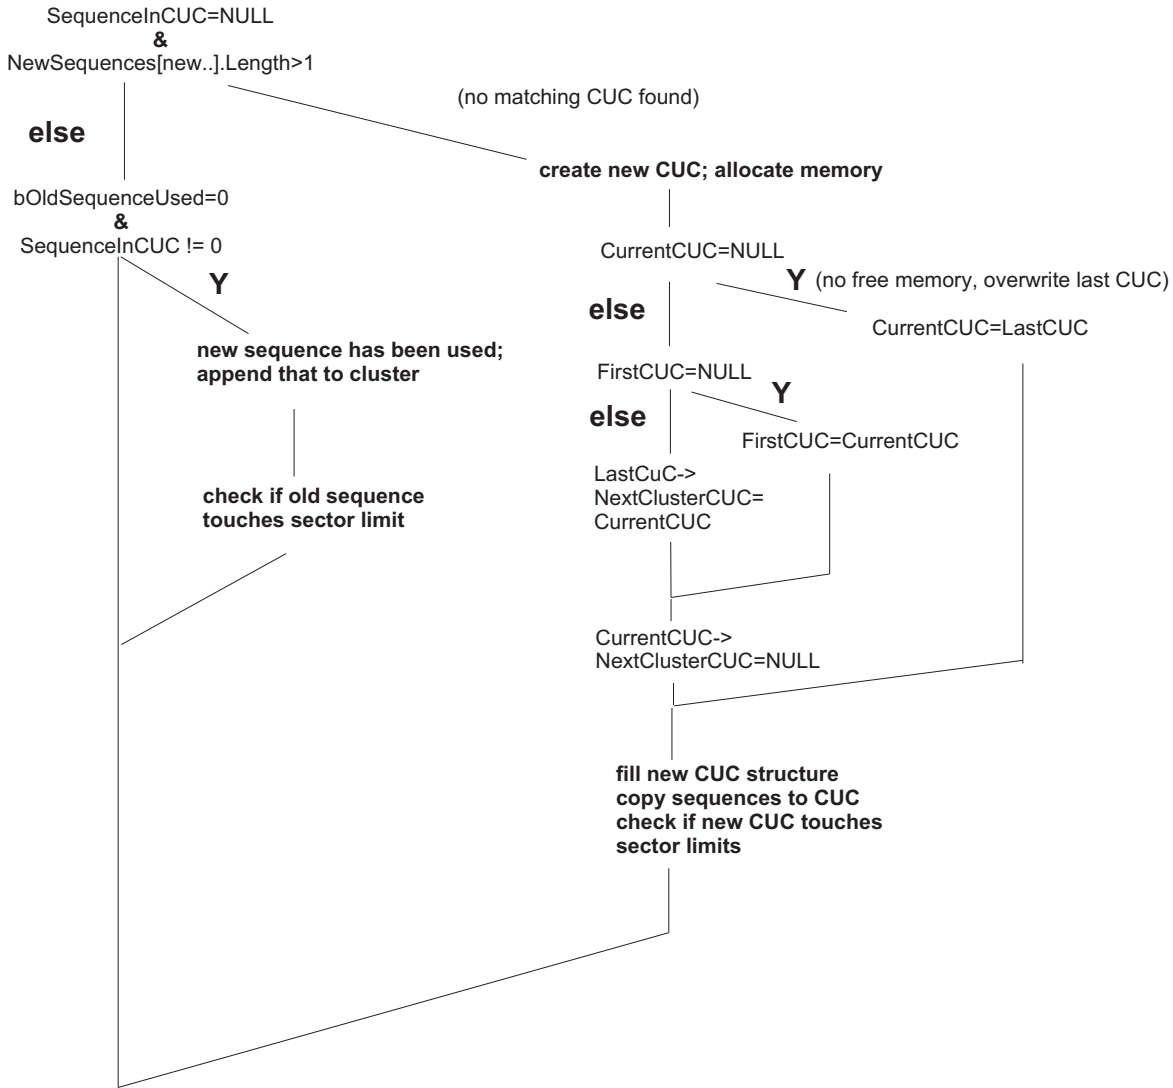 SequenceInCUC=NULL
&
NewSequences[new..].Length>1
(no matching CUC found)
else
create new CUC; allocate memory
bOldSequenceUsed=0
&
SequenceInCUC != 0
CurrentCUC=NULL
Y
Y (no free memory, overwrite last CUC)
else
CurrentCUC=LastCUC
new sequence has been used;
append that to cluster
FirstCUC=NULL
Y
else
FirstCUC=CurrentCUC
LastCuC->
NextClusterCUC=
CurrentCUC
check if old sequence
touches sector limit
CurrentCUC->
NextClusterCUC=NULL
fill new CUC structure
copy sequences to CUC
check if new CUC touches
sector limits